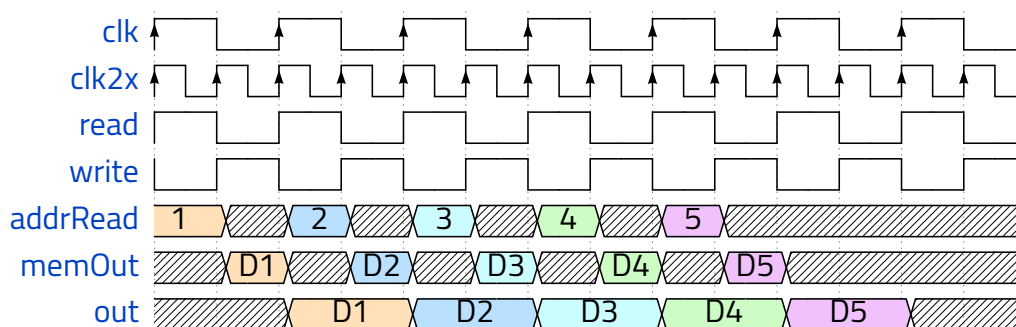 clk
clk2x
read
write
addrRead 1 2 3 4 5
memOut D1 D2 D3 D4 D5
out D1 D2 D3 D4 D5